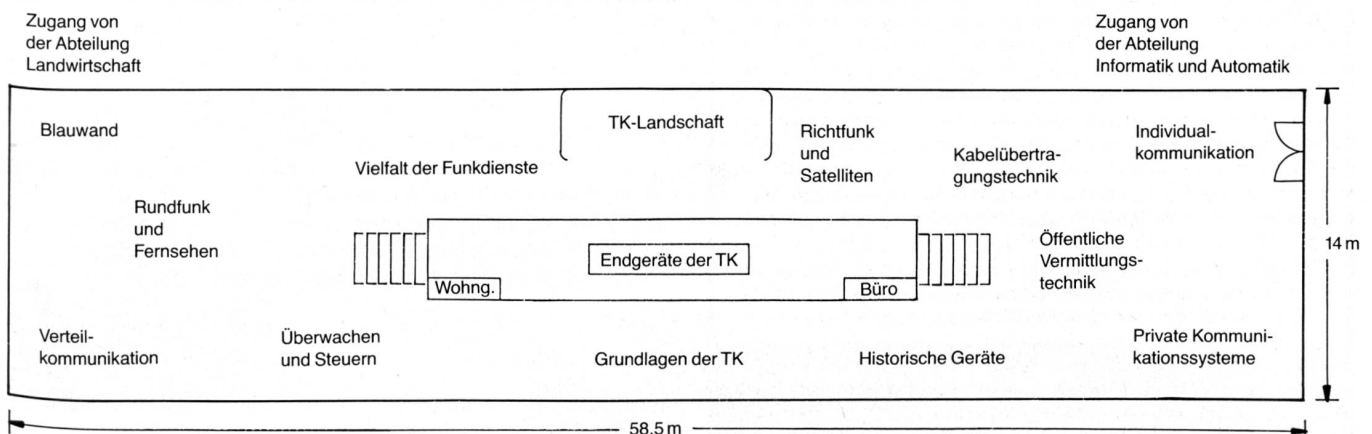 Zugang von
der Abteilung
Landwirtschaft
Zugang von
der Abteilung
Informatik und Automatik
Blauwand
TK-Landschaft
Richtfunk
und
Satelliten
Individual-
kommunikation
Vielfalt der Funkdienste
Kabelübertra-
gungstechnik
Rundfunk
und
Fernsehen
Endgeräte der TK
Öffentliche
Vermittlungs-
technik
14 m
Wohng.
Büro
Verteil-
kommunikation
Überwachen
und Steuern
Grundlagen der TK
Historische Geräte
Private Kommuni-
kationssysteme
58,5 m